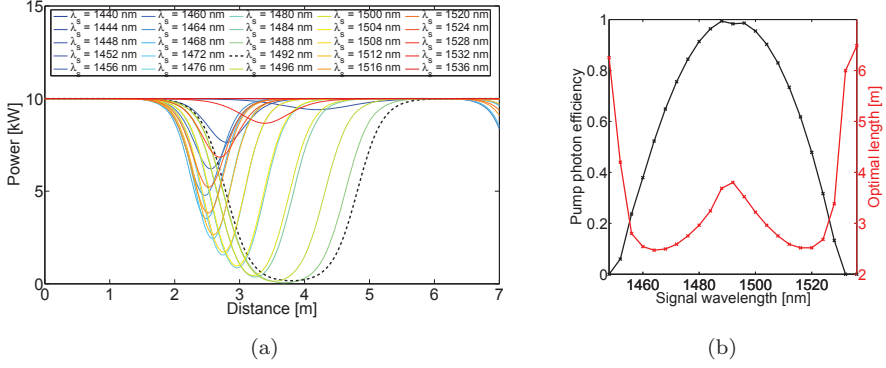 15
λs = 1440 nm λs = 1460 nm λs = 1480 nm λs = 1500 nm λs = 1520 nm
λs = 1444 nm λs = 1464 nm λs = 1484 nm λs = 1504 nm λs = 1524 nm
λs = 1448 nm λs = 1468 nm λs = 1488 nm λs = 1508 nm λs = 1528 nm
λs = 1452 nm λs = 1472 nm λs = 1492 nm λs = 1512 nm λs = 1532 nm
λs = 1456 nm λs = 1476 nm λs = 1496 nm λs = 1516 nm λs = 1536 nm
10
5
0
Power [kW]
0 1 2 3 4 5 6 7
Distance [m]
(a)
1
0.8
0.6
0.4
0.2
0
Pump photon efficiency
1460 1480 1500 1520
Signal wavelength [nm]
6
5
4
3
2
Optimal length [m]
(b)